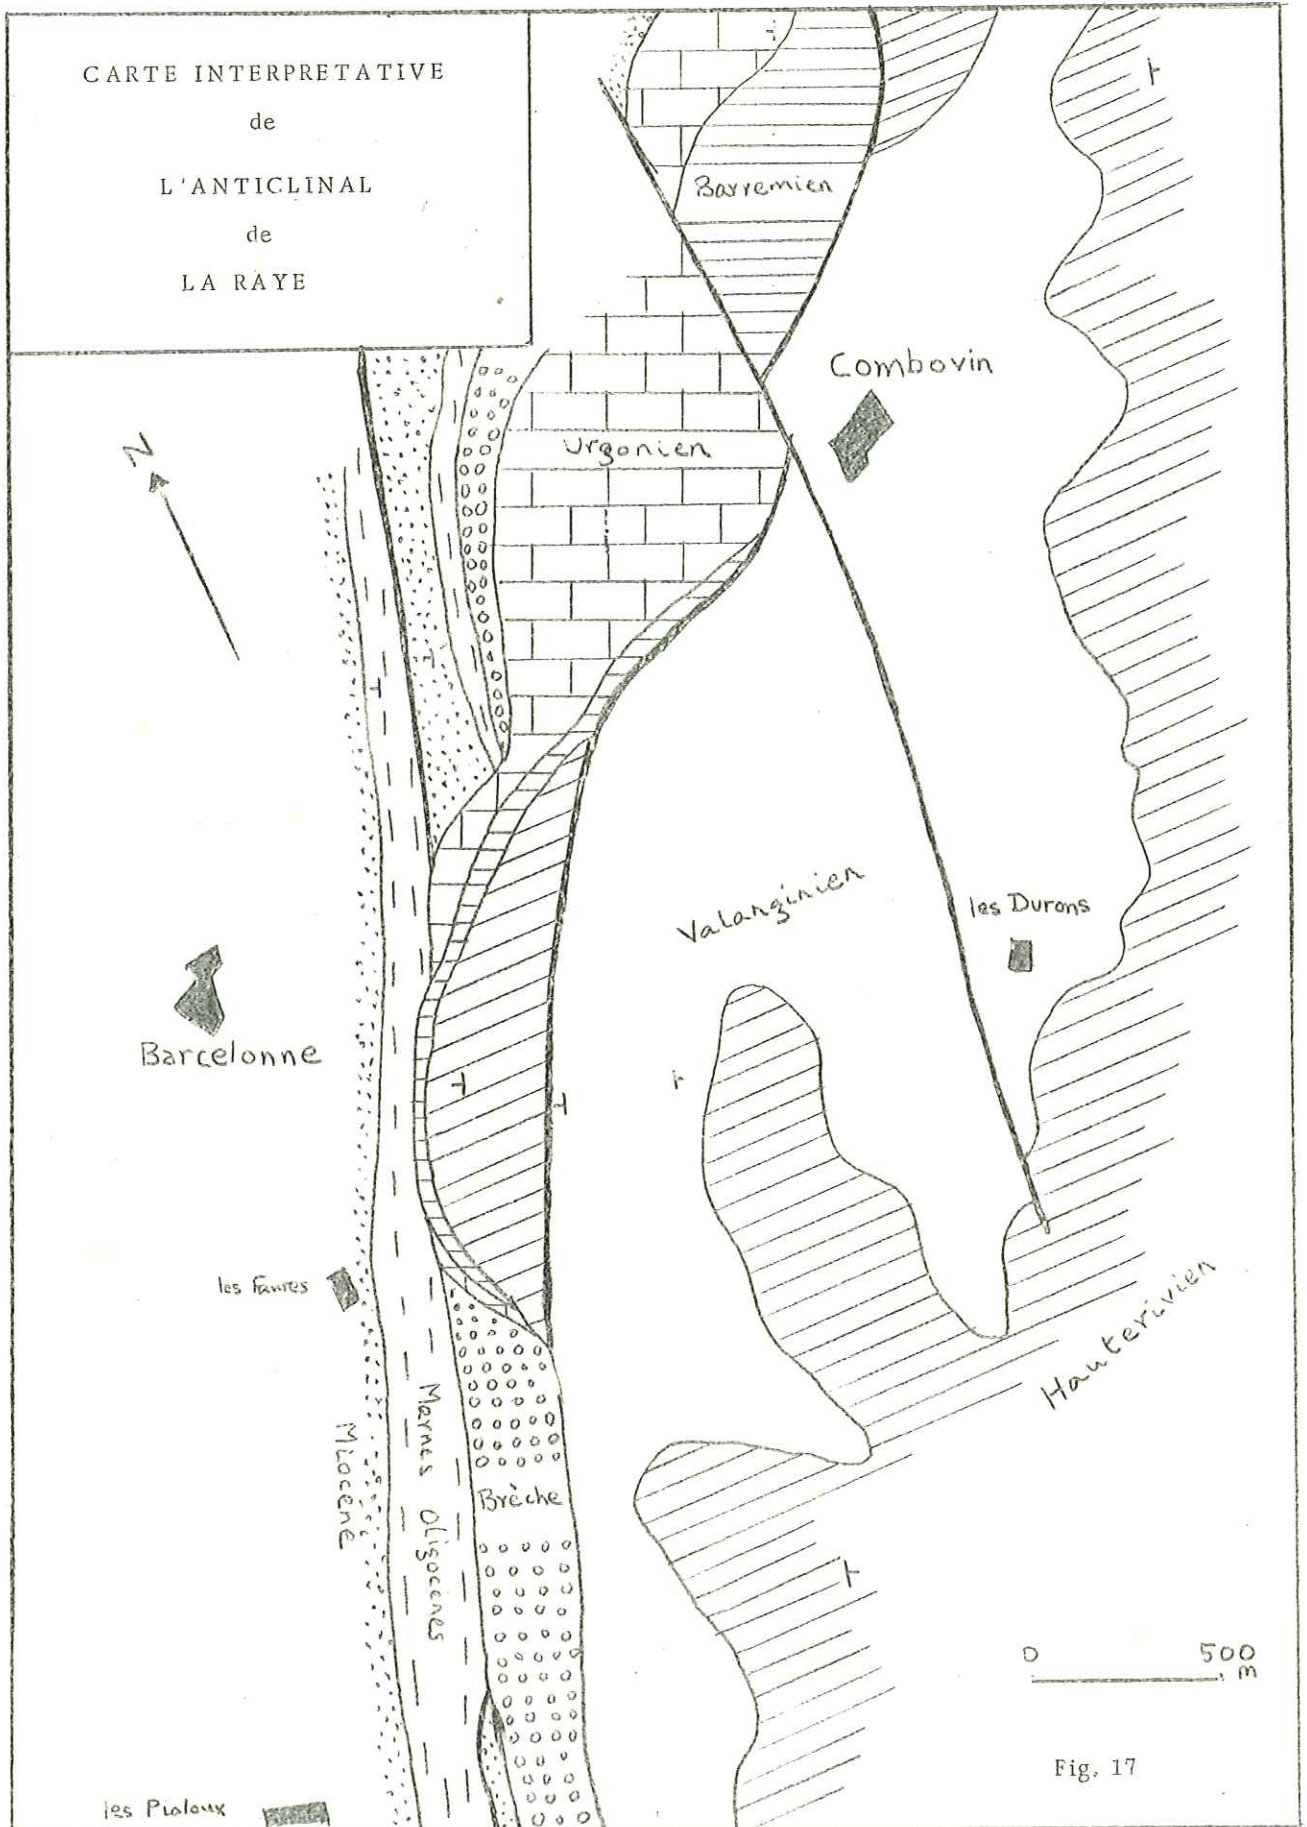 CARTE INTERPRETATIVE
de
L'ANTICLINAL
de
LA RAYE
Barremien
Combovin
N
Urgonien
Valanginien
les Durons
Barcelonne
les Faures
Hauterivien
Marnes Oligocènes
Miocène
Brèche
0 500
m
Fig. 17
les Pialoux